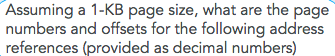 Assuming a 1-KB page size, what are the page
numbers and offsets for the following address
references (provided as decimal numbers)